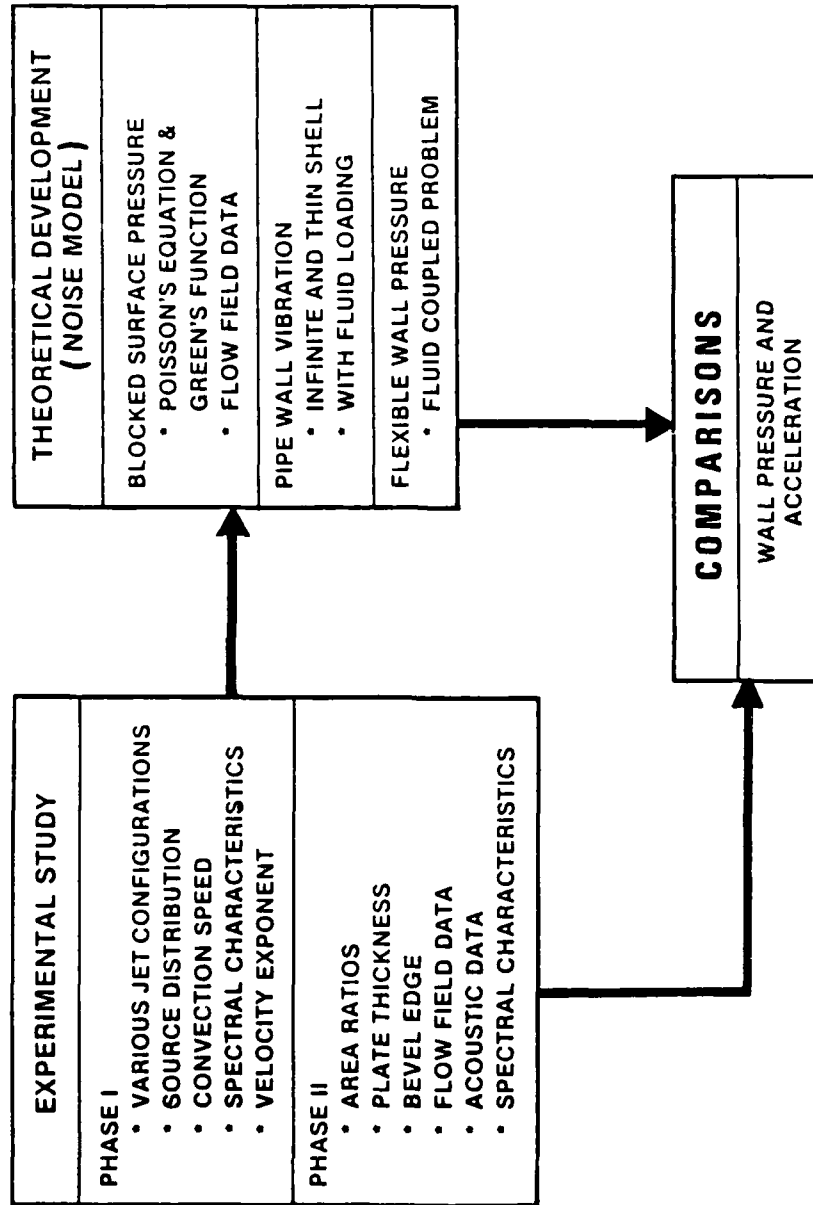 EXPERIMENTAL STUDY
PHASE I
* VARIOUS JET CONFIGURATIONS
* SOURCE DISTRIBUTION
* CONVECTION SPEED
* SPECTRAL CHARACTERISTICS
* VELOCITY EXPONENT
PHASE II
* AREA RATIOS
* PLATE THICKNESS
* BEVEL EDGE
* FLOW FIELD DATA
* ACOUSTIC DATA
* SPECTRAL CHARACTERISTICS
THEORETICAL DEVELOPMENT
( NOISE MODEL )
BLOCKED SURFACE PRESSURE
* POISSON'S EQUATION &
GREEN'S FUNCTION
* FLOW FIELD DATA
PIPE WALL VIBRATION
* INFINITE AND THIN SHELL
* WITH FLUID LOADING
FLEXIBLE WALL PRESSURE
* FLUID COUPLED PROBLEM
COMPARISONS
WALL PRESSURE AND
ACCELERATION